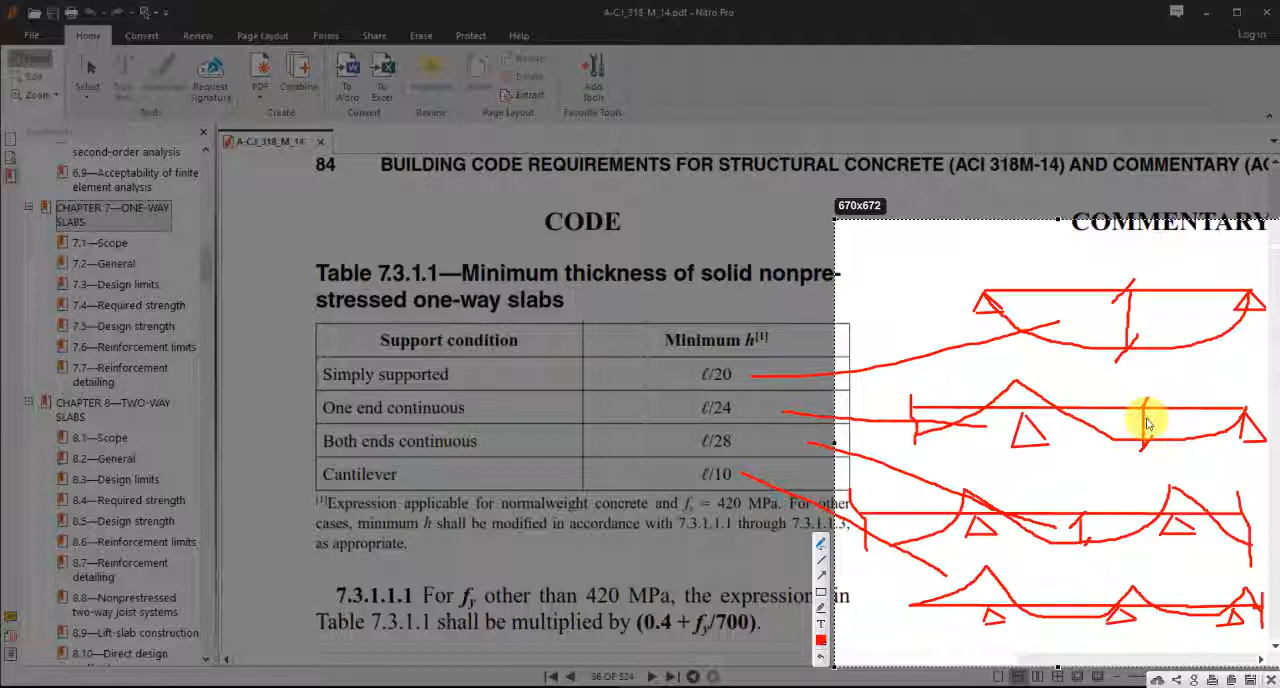 A-C.I_318_M_14.pdf - Nitro Pro
File
Home
Convert
Review
Page Layout
Forms
Share
Erase
Protect
Help
Log in
Edit
Zoom
Select
Request Signature
PDF
Combine
To Word
To Excel
Extract
Add Tools
Tools
Create
Convert
Review
Page Layout
Favorite Tools
A-C.I_318_M_14
second-order analysis
6.9—Acceptability of finite
element analysis
CHAPTER 7—ONE-WAY
SLABS
7.1—Scope
7.2—General
7.3—Design limits
7.4—Required strength
7.5—Design strength
7.6—Reinforcement limits
7.7—Reinforcement
detailing
CHAPTER 8—TWO-WAY
SLABS
8.1—Scope
8.2—General
8.3—Design limits
8.4—Required strength
8.5—Design strength
8.6—Reinforcement limits
8.7—Reinforcement
detailing
8.8—Nonprestressed
two-way joist systems
8.9—Lift-slab construction
8.10—Direct design
84 BUILDING CODE REQUIREMENTS FOR STRUCTURAL CONCRETE (ACI 318M-14) AND COMMENTARY (AC
670x672
CODE
COMMENTARY
Table 7.3.1.1—Minimum thickness of solid nonpre-
stressed one-way slabs
Support condition Minimum h[1]
Simply supported ℓ/20
One end continuous ℓ/24
Both ends continuous ℓ/28
Cantilever ℓ/10
[1]Expression applicable for normalweight concrete and fy = 420 MPa. For other
cases, minimum h shall be modified in accordance with 7.3.1.1.1 through 7.3.1.1.3,
as appropriate.
7.3.1.1.1 For fy other than 420 MPa, the expressions in
Table 7.3.1.1 shall be multiplied by (0.4 + fy/700).
86 OF 524